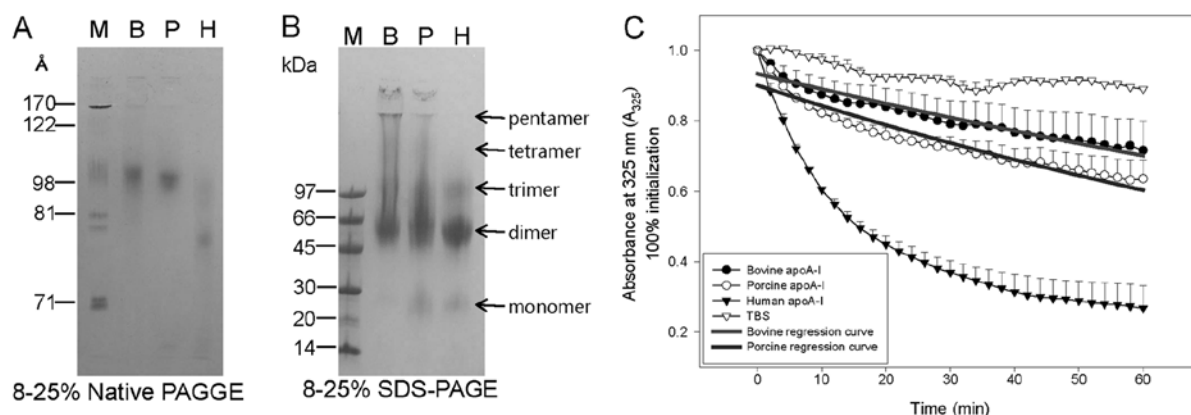 A
M B P H
Å
170
122
98
81
71
8-25% Native PAGGE
B
M B P H
kDa
97
66
45
30
20
14
pentamer
tetramer
trimer
dimer
monomer
8-25% SDS-PAGE
C
Absorbance at 325 nm (A325)
100% initialization
1.0
0.8
0.6
0.4
0.2
Bovine apoA-I
Porcine apoA-I
Human apoA-I
TBS
Bovine regression curve
Porcine regression curve
0 10 20 30 40 50 60
Time (min)